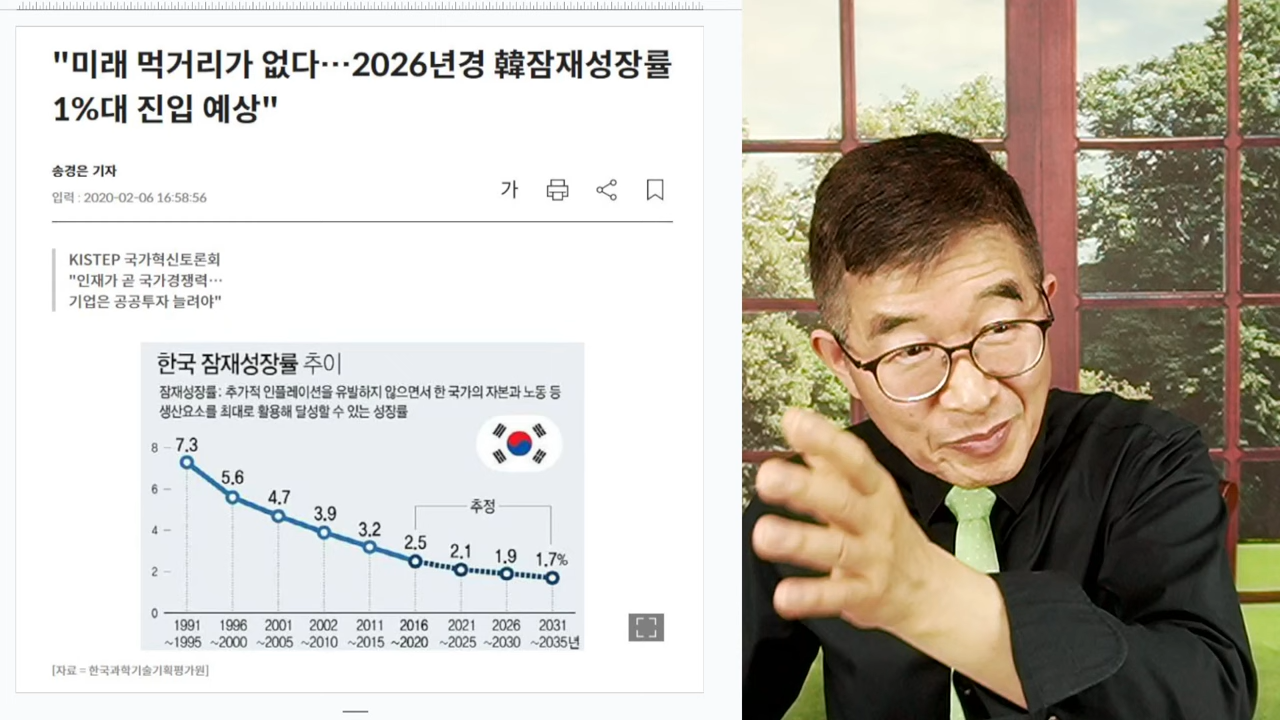 "미래 먹거리가 없다…2026년경 韓잠재성장률
1%대 진입 예상"
송경은 기자
입력 : 2020-02-06 16:58:56
가
KISTEP 국가혁신토론회
"인재가 곧 국가경쟁력…
기업은 공공투자 늘려야"
한국 잠재성장률 추이
잠재성장률 : 추가적 인플레이션을 유발하지 않으면서 한 국가의 자본과 노동 등
생산요소를 최대로 활용해 달성할 수 있는 성장률
8
7.3
6
5.6
4.7
4
3.9
3.2
추정
2.5
2.1
1.9
1.7%
2
0
1991
~1995
1996
~2000
2001
~2005
2002
~2010
2011
~2015
2016
~2020
2021
~2025
2026
~2030
2031
~2035년
[자료 = 한국과학기술기획평가원]